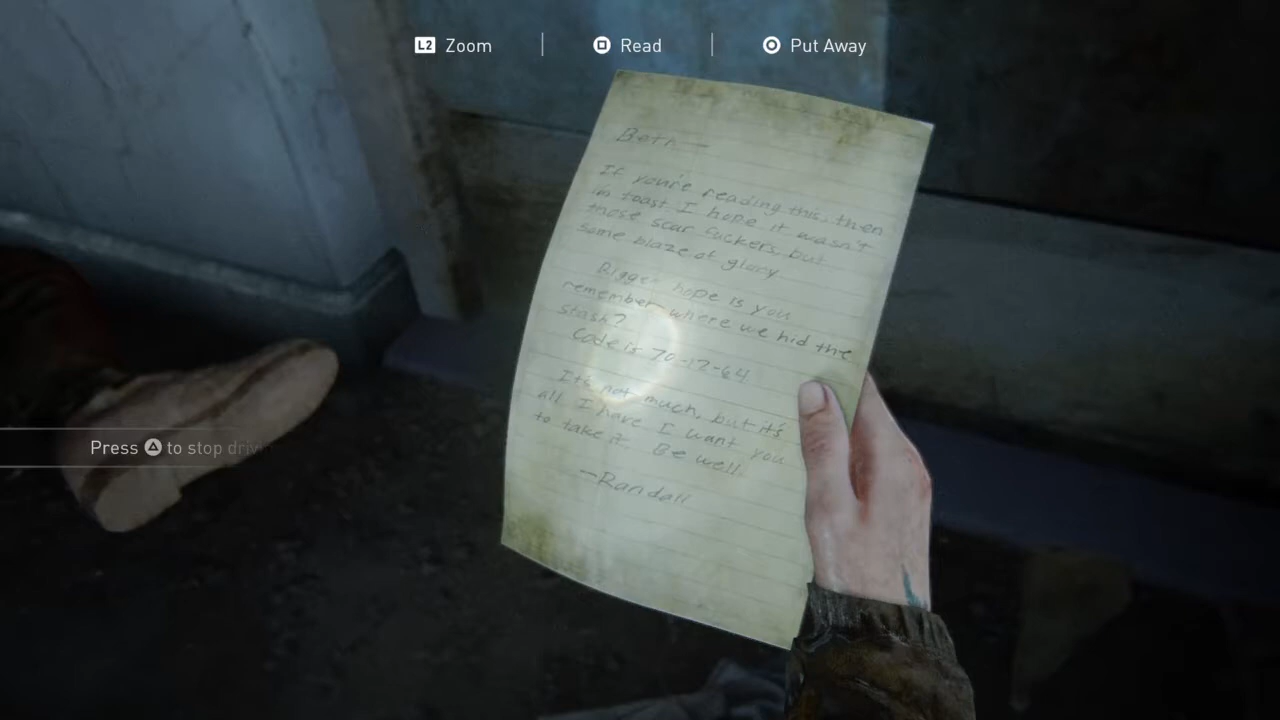 L2 Zoom | Read | Put Away
Beth—
If you're reading this, then
i'm toast I hope it wasn't
those scar fuckers, but
some blaze of glory
Bigger hope is you
remember where we hid the
stash?
Code is 70-12-64
It's not much, but it's
all I have I want you
to take it. Be well.
—Randall
Press to stop drivin